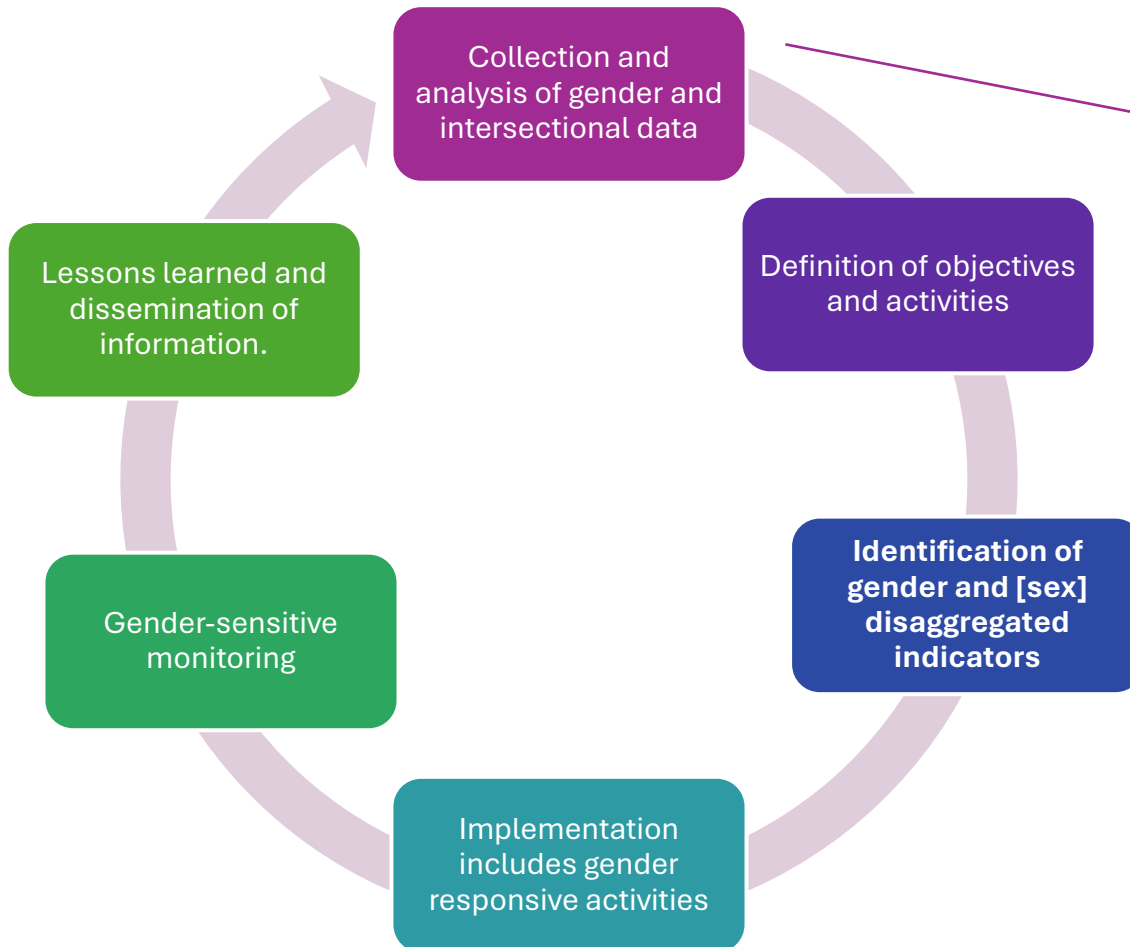 Collection and
analysis of gender and
intersectional data
Definition of objectives
and activities
Identification of
gender and [sex]
disaggregated
indicators
Implementation
includes gender
responsive activities
Gender-sensitive
monitoring
Lessons learned and
dissemination of
information.